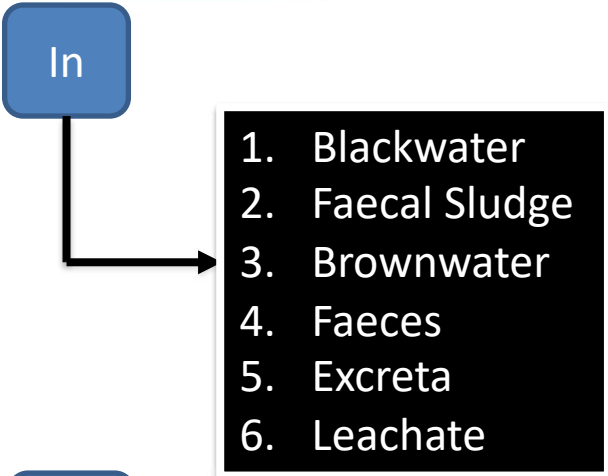 In
1. Blackwater
2. Faecal Sludge
3. Brownwater
4. Faeces
5. Excreta
6. Leachate